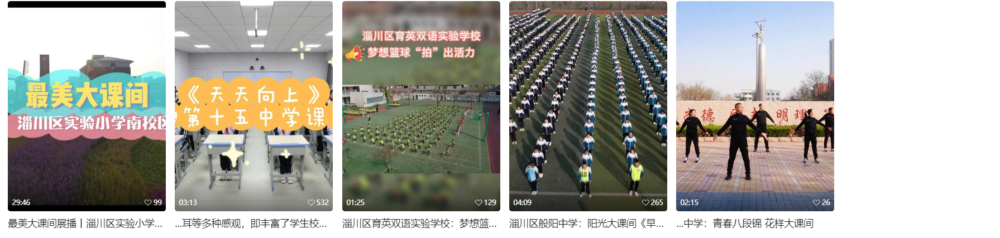 最美大课间
淄川区实验小学南校区
29:46
99
最美大课间展播丨淄川区实验小学...
《天天向上》
第十五中学课
03:13
532
...耳等多种感观，即丰富了学生校...
淄川区育英双语实验学校
梦想篮球“拍”出活力
01:25
129
淄川区育英双语实验学校：梦想篮...
18
04:09
265
淄川区般阳中学：阳光大课间《早...
德
明理
02:15
26
...中学：青春八段锦 花样大课间